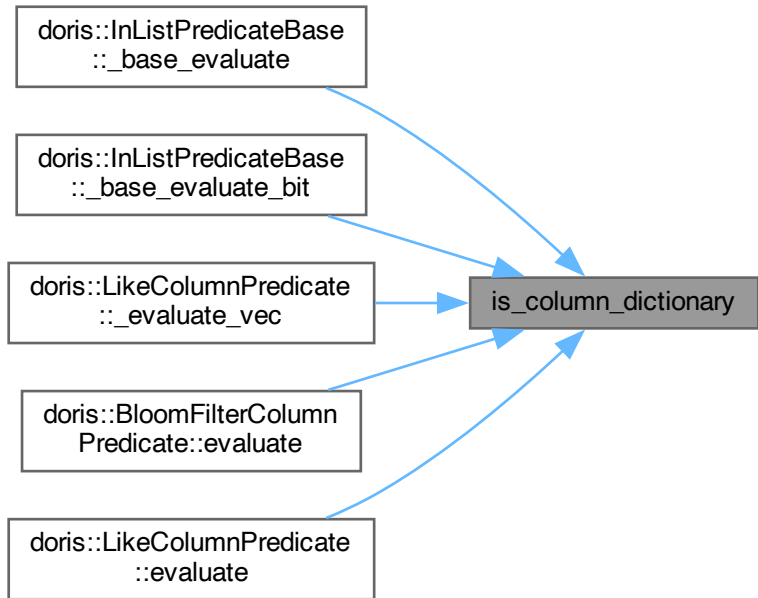 doris::InListPredicateBase
::_base_evaluate
doris::InListPredicateBase
::_base_evaluate_bit
doris::LikeColumnPredicate
::_evaluate_vec
is_column_dictionary
doris::BloomFilterColumn
Predicate::evaluate
doris::LikeColumnPredicate
::evaluate